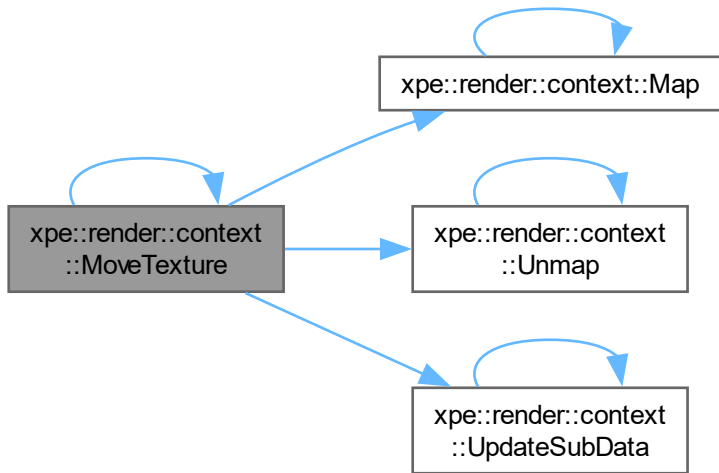 xpe::render::context::Map
xpe::render::context
::MoveTexture
xpe::render::context
::Unmap
xpe::render::context
::UpdateSubData